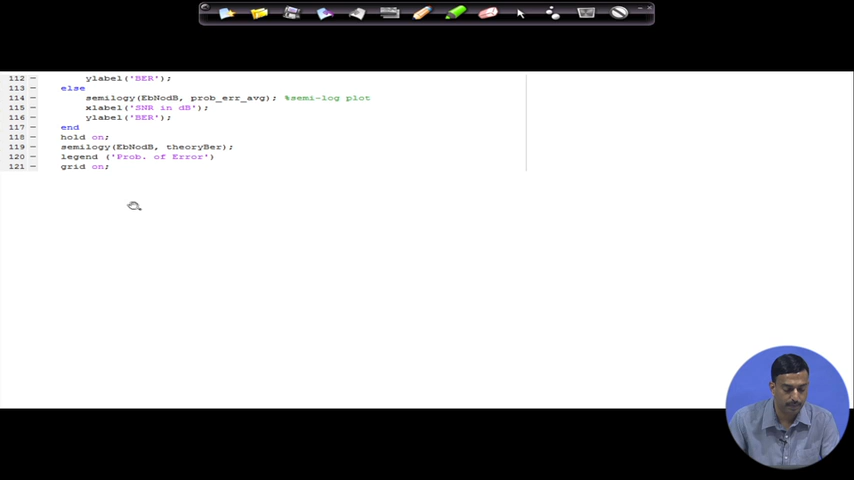 112 - ylabel('BER');
113 else
114 - semilogy(EbNodB, prob_err_avg); %semi-log plot
115 - xlabel('SNR in dB');
116 - ylabel('BER');
117 - end
118 - hold on;
119 - semilogy(EbNodB, theoryBer);
120 - legend ('Prob. of Error')
121 - grid on;